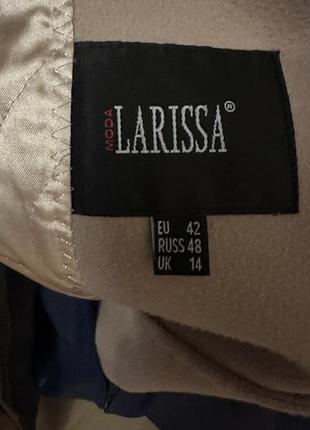 MODA
LARISSA®
EU 42
RUSS 48
UK 14